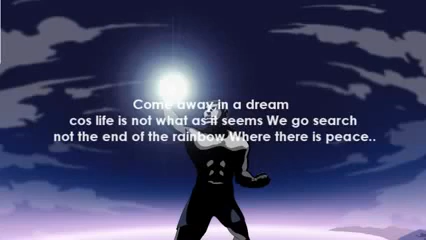 Come away in a dream
cos life is not what as it seems We go search
not the end of the rainbow Where there is peace..